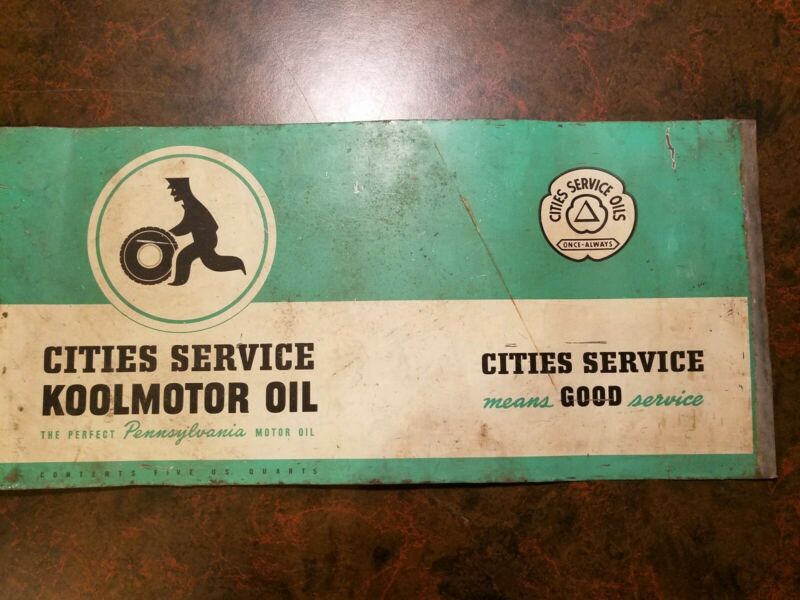 CITIES SERVICE
KOOLMOTOR OIL
THE PERFECT Pennsylvania MOTOR OIL
CONTENTS FIVE US QUARTS
CITIES SERVICE OILS
ONCE-ALWAYS
CITIES SERVICE
means GOOD service